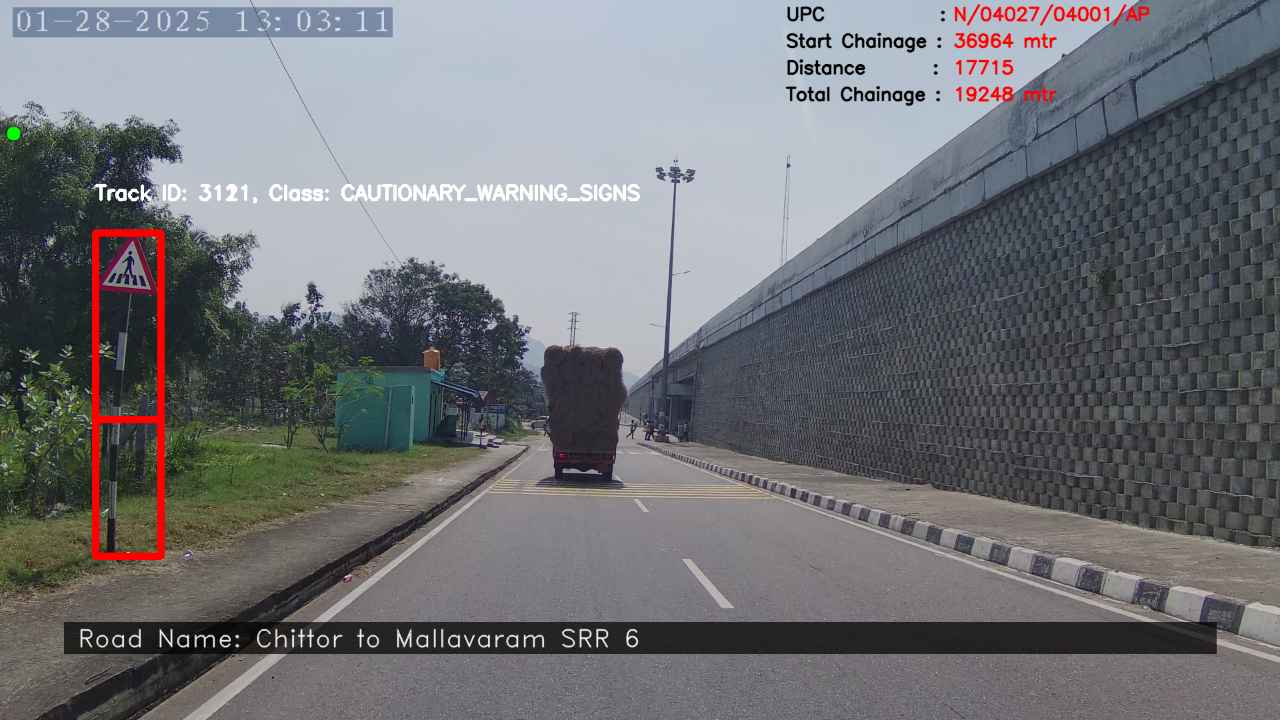 01-28-2025 13:03:11
UPC : N/04027/04001/AP
Start Chainage : 36964 mtr
Distance : 17715
Total Chainage : 19248 mtr
Track ID: 3121, Class: CAUTIONARY_WARNING_SIGNS
Road Name: Chittor to Mallavaram SRR 6